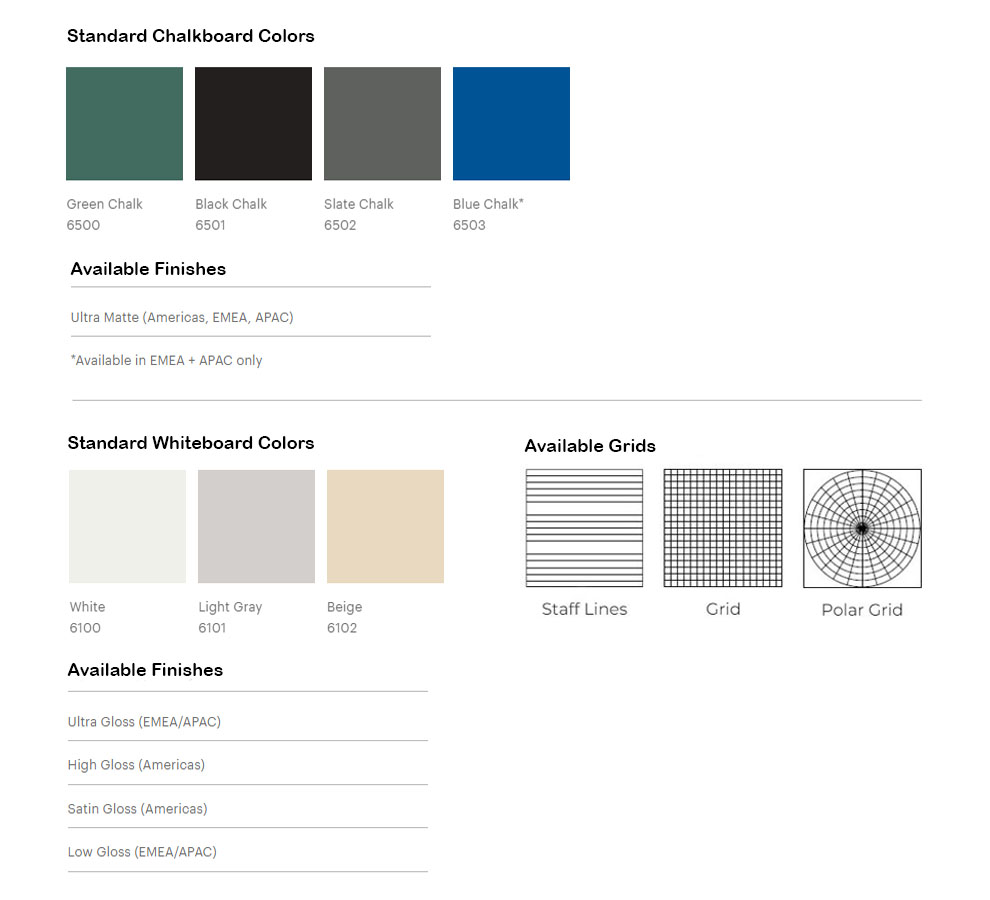 Standard Chalkboard Colors
Green Chalk
6500
Black Chalk
6501
Slate Chalk
6502
Blue Chalk*
6503
Available Finishes
Ultra Matte (Americas, EMEA, APAC)
*Available in EMEA + APAC only
Standard Whiteboard Colors
White
6100
Light Gray
6101
Beige
6102
Available Grids
Staff Lines
Grid
Polar Grid
Available Finishes
Ultra Gloss (EMEA/APAC)
High Gloss (Americas)
Satin Gloss (Americas)
Low Gloss (EMEA/APAC)